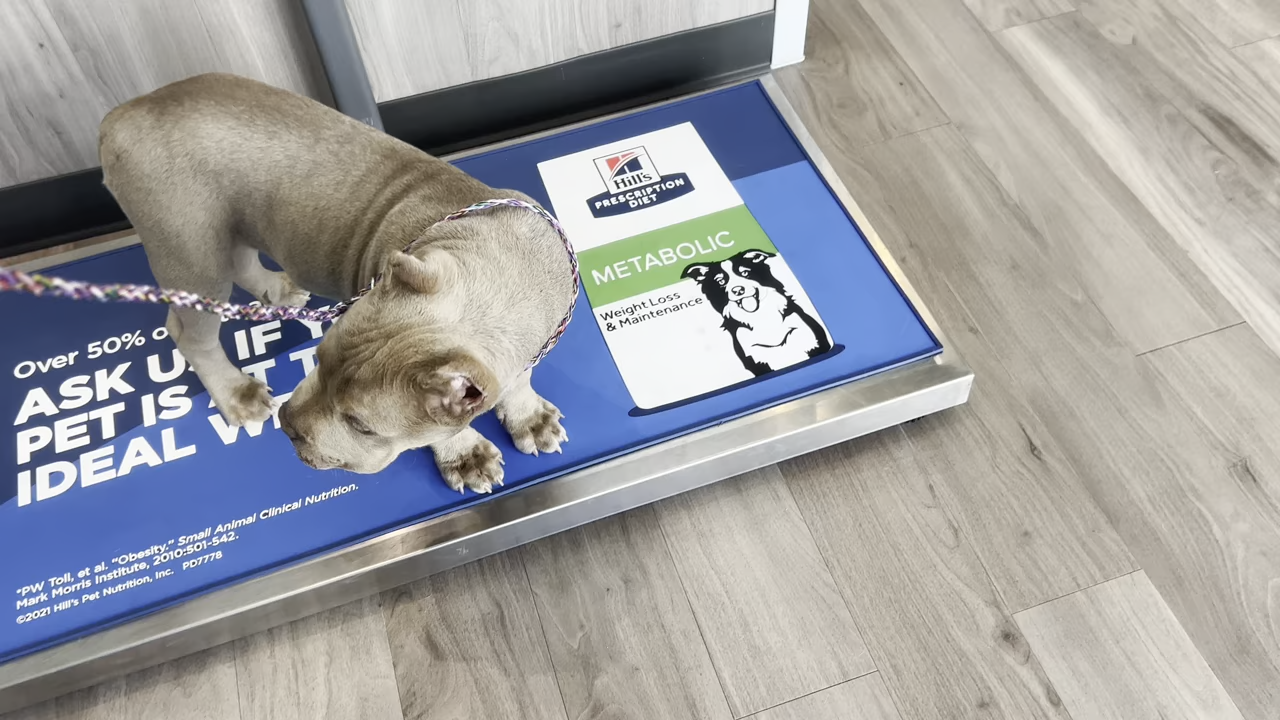 Over 50% o
ASK U IF Y
PET IS T T
IDEAL W
*PW Toll, et al. "Obesity." Small Animal Clinical Nutrition.
Mark Morris Institute, 2010:501-542.
©2021 Hill's Pet Nutrition, Inc. PD7778
Hill's
PRESCRIPTION
DIET
METABOLIC
Weight Loss
& Maintenance